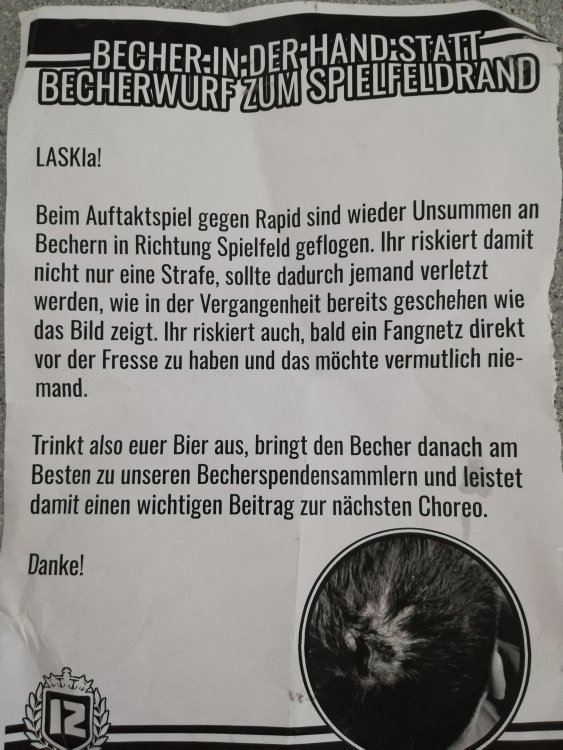 BECHER-IN-DER-HAND-STATT
BECHERWURF ZUM SPIELFELDRAND
LASKla!
Beim Auftaktspiel gegen Rapid sind wieder Unsummen an
Bechern in Richtung Spielfeld geflogen. Ihr riskiert damit
nicht nur eine Strafe, sollte dadurch jemand verletzt
werden, wie in der Vergangenheit bereits geschehen wie
das Bild zeigt. Ihr riskiert auch, bald ein Fangnetz direkt
vor der Fresse zu haben und das möchte vermutlich nie-
mand.
Trinkt also euer Bier aus, bringt den Becher danach am
Besten zu unseren Becherspendensammlern und leistet
damit einen wichtigen Beitrag zur nächsten Choreo.
Danke!
12